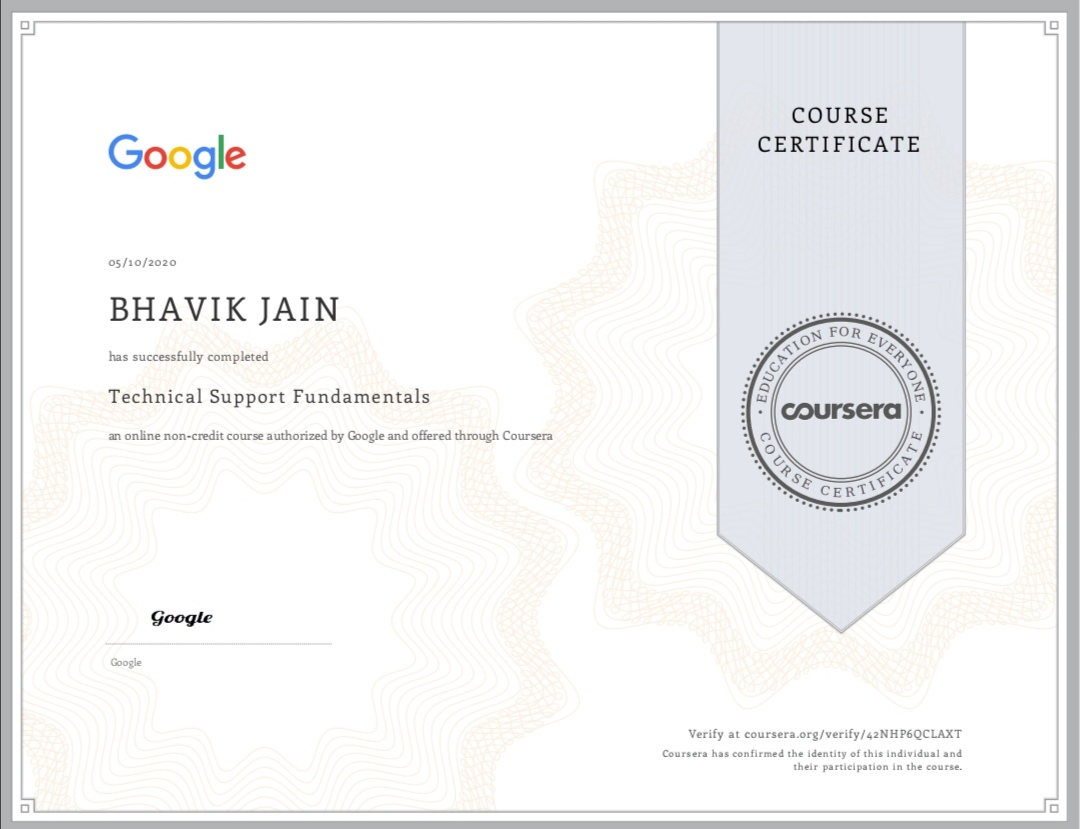 Google
05/10/2020
BHAVIK JAIN
has successfully completed
Technical Support Fundamentals
an online non-credit course authorized by Google and offered through Coursera
Google
Google
COURSE
CERTIFICATE
EDUCATION FOR EVERYONE
coursera
COURSE CERTIFICATE
Verify at coursera.org/verify/42NHP6QCLAXT
Coursera has confirmed the identity of this individual and
their participation in the course.